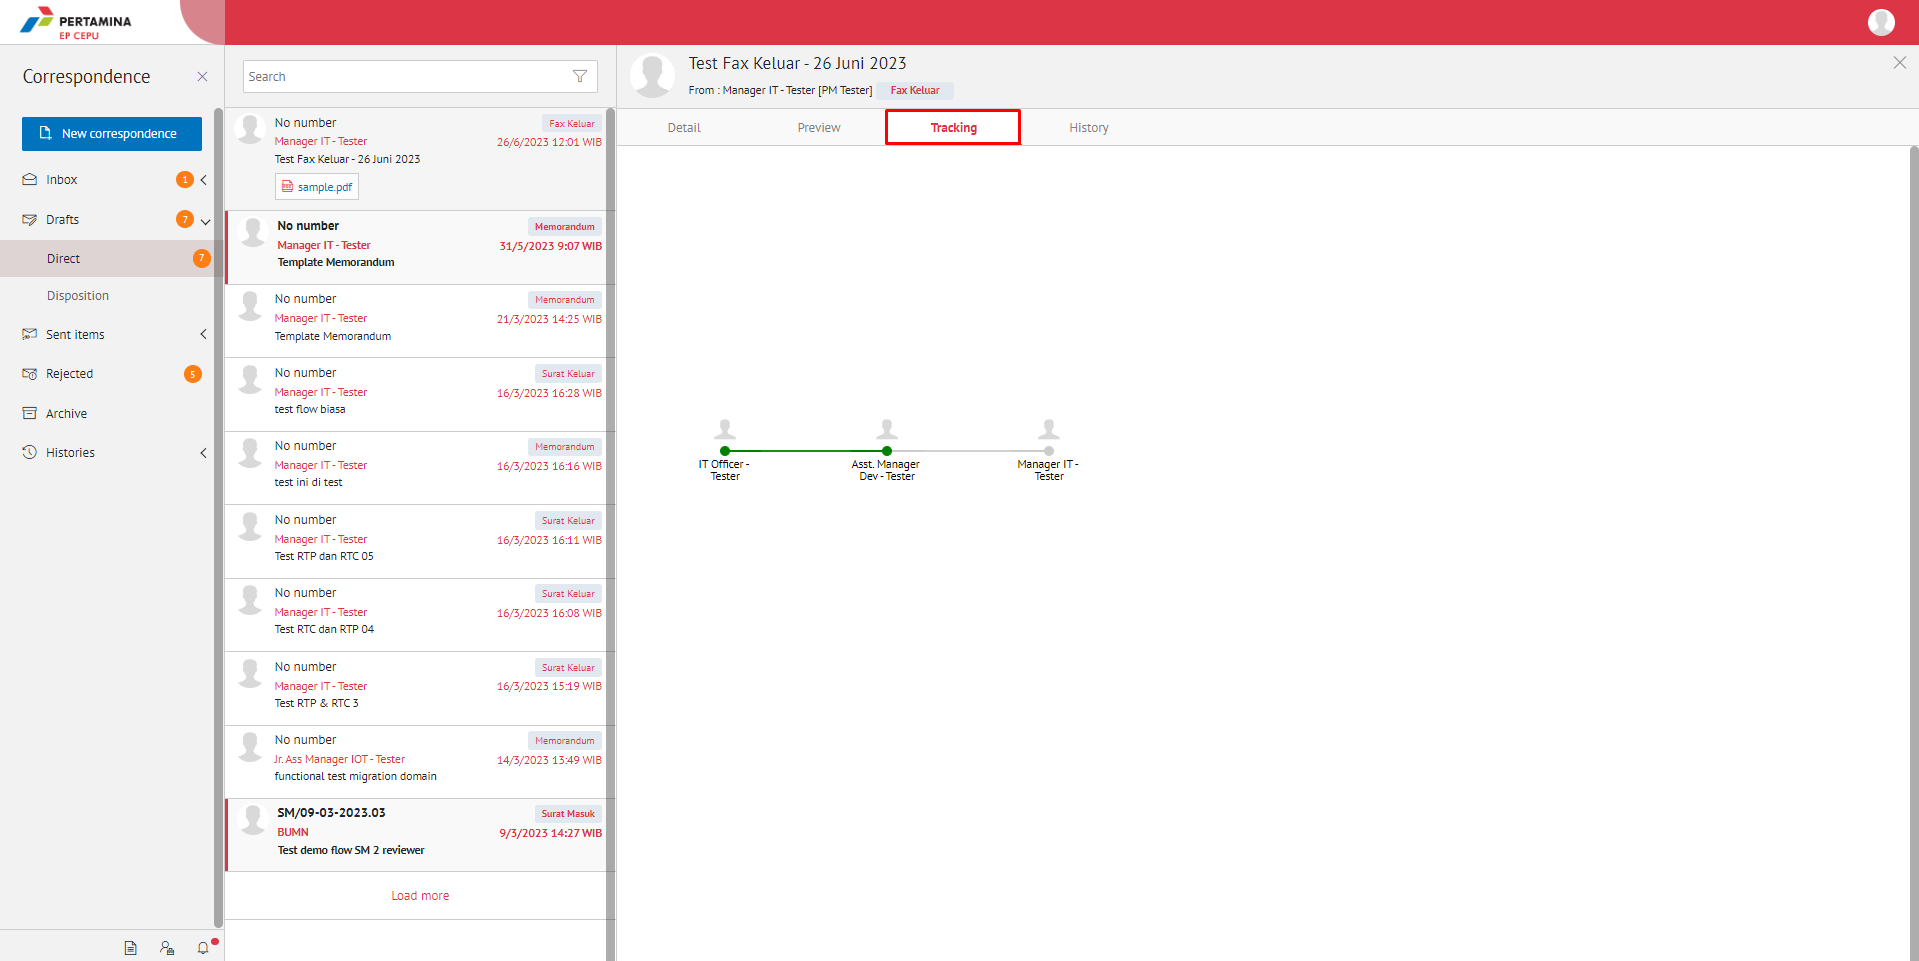 PERTAMINA
EP CEPU
Correspondence
New correspondence
Inbox 1
Drafts 7
Direct 7
Disposition
Sent items
Rejected 5
Archive
Histories
Search
No number Fax Keluar
Manager IT - Tester 26/6/2023 12:01 WIB
Test Fax Keluar - 26 Juni 2023
sample.pdf
No number Memorandum
Manager IT - Tester 31/5/2023 9:07 WIB
Template Memorandum
No number Memorandum
Manager IT - Tester 21/3/2023 14:25 WIB
Template Memorandum
No number Surat Keluar
Manager IT - Tester 16/3/2023 16:28 WIB
test flow biasa
No number Memorandum
Manager IT - Tester 16/3/2023 16:16 WIB
test ini di test
No number Surat Keluar
Manager IT - Tester 16/3/2023 16:11 WIB
Test RTP dan RTC 05
No number Surat Keluar
Manager IT - Tester 16/3/2023 16:08 WIB
Test RTC dan RTP 04
No number Surat Keluar
Manager IT - Tester 16/3/2023 15:19 WIB
Test RTP & RTC 3
No number Memorandum
Jr. Ass Manager IOT - Tester 14/3/2023 13:49 WIB
functional test migration domain
SM/09-03-2023.03 Surat Masuk
BUMN 9/3/2023 14:27 WIB
Test demo flow SM 2 reviewer
Load more
Test Fax Keluar - 26 Juni 2023
From : Manager IT - Tester [PM Tester] Fax Keluar
Detail Preview Tracking History
IT Officer - Asst. Manager Manager IT -
Tester Dev - Tester Tester